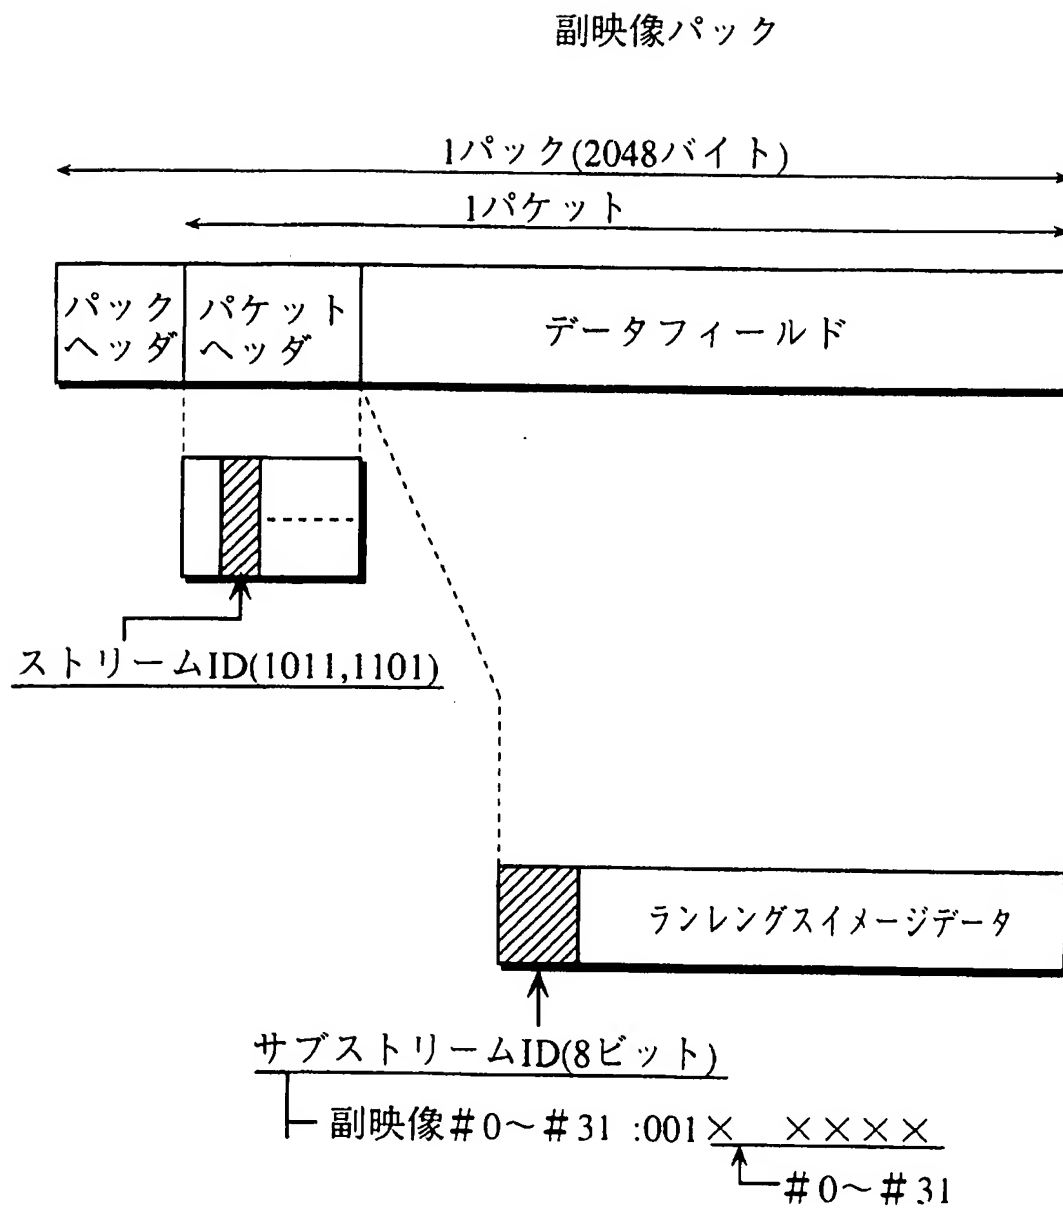 副映像パック
1パック(2048バイト)
1パケット
パック
ヘッダ
パケット
ヘッダ
データフィールド
ストリームID(1011,1101)
ランレングスイメージデータ
サブストリームID(8ビット)
副映像#0～#31 :001× ××××
#0～#31